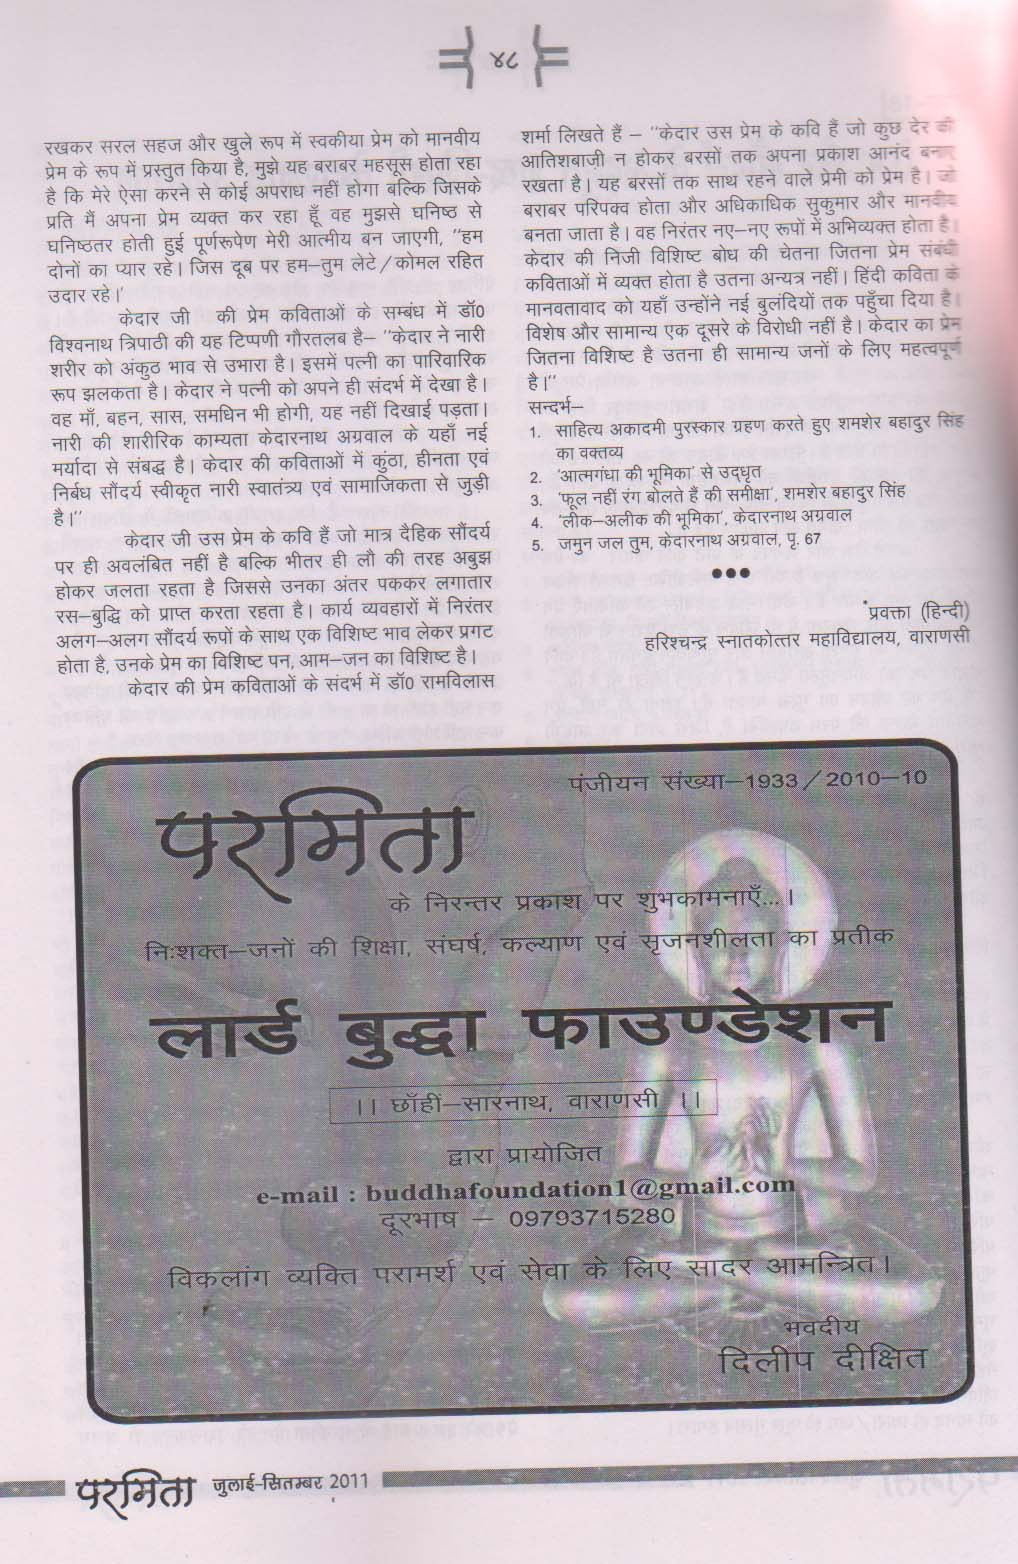 ४८
रखकर सरल सहज और खुले रूप में स्वकीया प्रेम को मानवीय
प्रेम के रूप में प्रस्तुत किया है, मुझे यह बराबर महसूस होता रहा
है कि मेरे ऐसा करने से कोई अपराध नहीं होगा बल्कि जिसके
प्रति मैं अपना प्रेम व्यक्त कर रहा हूँ वह मुझसे घनिष्ठ से
घनिष्ठतर होती हुई पूर्णरूपेण मेरी आत्मीय बन जाएगी, ''हम
दोनों का प्यार रहे। जिस दूब पर हम–तुम लेटे/कोमल रहित
उदार रहे।'
केदार जी की प्रेम कविताओं के सम्बंध में डॉ0
विश्वनाथ त्रिपाठी की यह टिप्पणी गौरतलब है– ''केदार ने नारी
शरीर को अंकुठ भाव से उभारा है। इसमें पत्नी का पारिवारिक
रूप झलकता है। केदार ने पत्नी को अपने ही संदर्भ में देखा है।
वह माँ, बहन, सास, समधिन भी होगी, यह नहीं दिखाई पड़ता।
नारी की शारीरिक काम्यता केदारनाथ अग्रवाल के यहाँ नई
मर्यादा से संबद्ध है। केदार की कविताओं में कुंठा, हीनता एवं
निर्बध सौंदर्य स्वीकृत नारी स्वातंत्र्य एवं सामाजिकता से जुड़ी
है।''
केदार जी उस प्रेम के कवि हैं जो मात्र दैहिक सौंदर्य
पर ही अवलंबित नहीं है बल्कि भीतर ही लौ की तरह अबुझ
होकर जलता रहता है जिससे उनका अंतर पककर लगातार
रस–बुद्धि को प्राप्त करता रहता है। कार्य व्यवहारों में निरंतर
अलग–अलग सौंदर्य रूपों के साथ एक विशिष्ट भाव लेकर प्रगट
होता है, उनके प्रेम का विशिष्ट पन, आम–जन का विशिष्ट है।
केदार की प्रेम कविताओं के संदर्भ में डॉ0 रामविलास
शर्मा लिखते हैं – ''केदार उस प्रेम के कवि हैं जो कुछ देर की
आतिशबाज़ी न होकर बरसों तक अपना प्रकाश आनंद बनाए
रखता है। यह बरसों तक साथ रहने वाले प्रेमी को प्रेम है। जो
बराबर परिपक्व होता और अधिकाधिक सुकुमार और मानवीय
बनता जाता है। वह निरंतर नए–नए रूपों में अभिव्यक्त होता है।
केदार की निजी विशिष्ट बोघ की चेतना जितना प्रेम संबंधी
कविताओं में व्यक्त होता है उतना अन्यत्र नहीं। हिंदी कविता के
मानवतावाद को यहाँ उन्होंने नई बुलंदियों तक पहुँचा दिया है।
विशेष और सामान्य एक दूसरे के विरोधी नहीं है। केदार का प्रेम
जितना विशिष्ट है उतना ही सामान्य जनों के लिए महत्वपूर्ण
है।''
सन्दर्भ–
1. साहित्य अकादमी पुरस्कार ग्रहण करते हुए शमशेर बहादुर सिंह
का वक्तव्य
2. 'आत्मगंधा की भूमिका' से उद्धृत
3. 'फूल नहीं रंग बोलते हैं की समीक्षा', शमशेर बहादुर सिंह
4. 'लीक–अलीक की भूमिका', केदारनाथ अग्रवाल
5. जमुन जल तुम, केदारनाथ अग्रवाल, पृ. 67
●●●
*प्रवक्ता (हिन्दी)
हरिश्चन्द्र स्नातकोत्तर महाविद्यालय, वाराणसी
पंजीयन संख्या–1933/2010–10
परमिता
के निरन्तर प्रकाश पर शुभकामनाएँ...।
निःशक्त–जनों की शिक्षा, संघर्ष, कल्याण एवं सृजनशीलता का प्रतीक
लार्ड बुद्धा फाउण्डेशन
।। छाँहीं–सारनाथ, वाराणसी ।।
द्वारा प्रायोजित
e-mail : buddhafoundation1@gmail.com
दूरभाष – 09793715280
विकलांग व्यक्ति परामर्श एवं सेवा के लिए सादर आमन्त्रित।
भवदीय
दिलीप दीक्षित
परमिता जुलाई-सितम्बर 2011